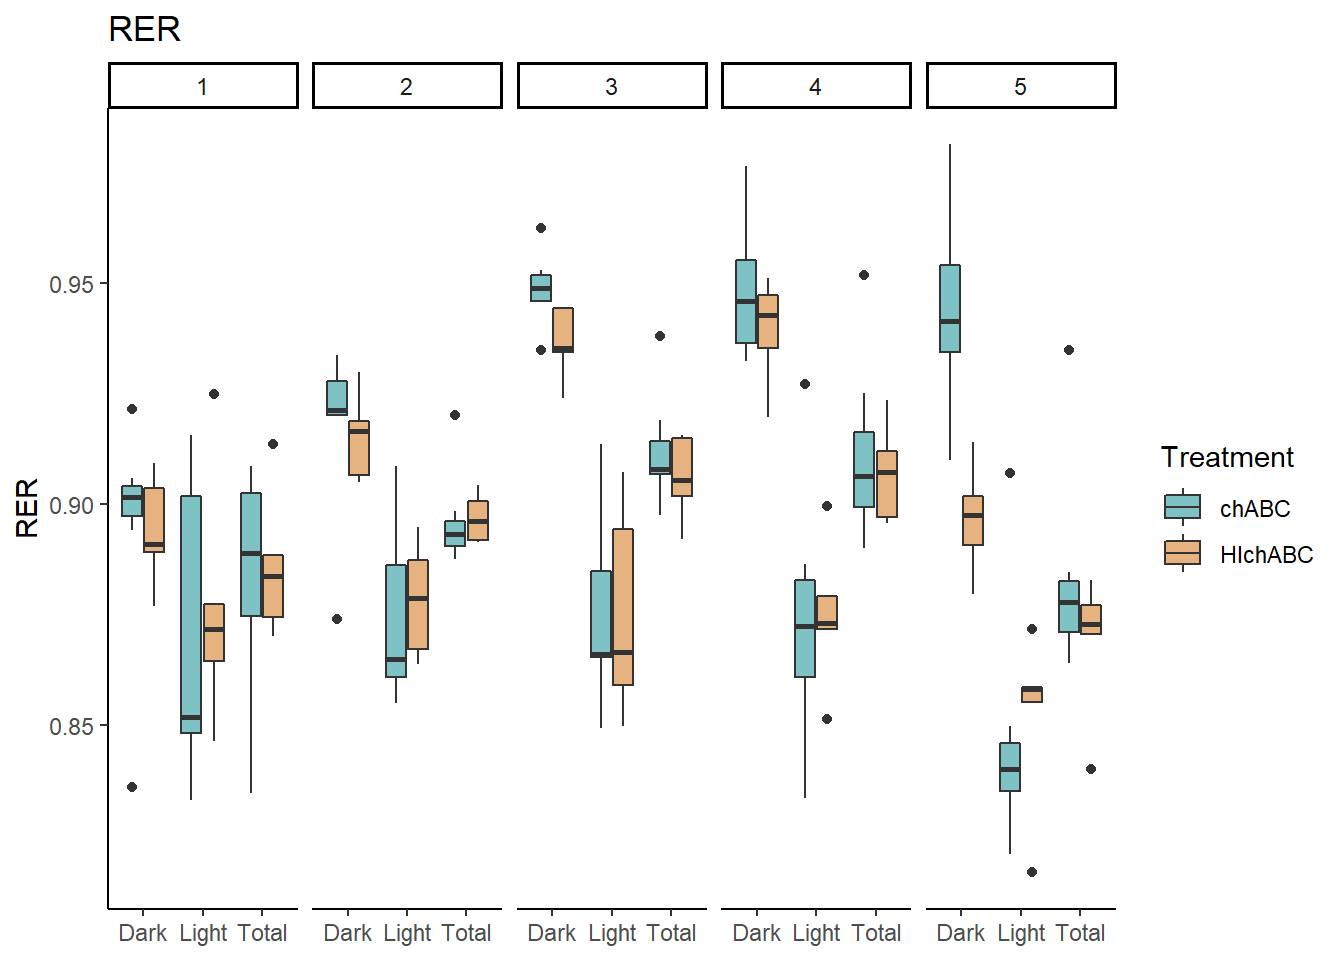 RER
1 2 3 4 5
0.95
0.90
0.85
RER
Dark Light Total Dark Light Total Dark Light Total Dark Light Total Dark Light Total
Treatment
chABC
HIchABC